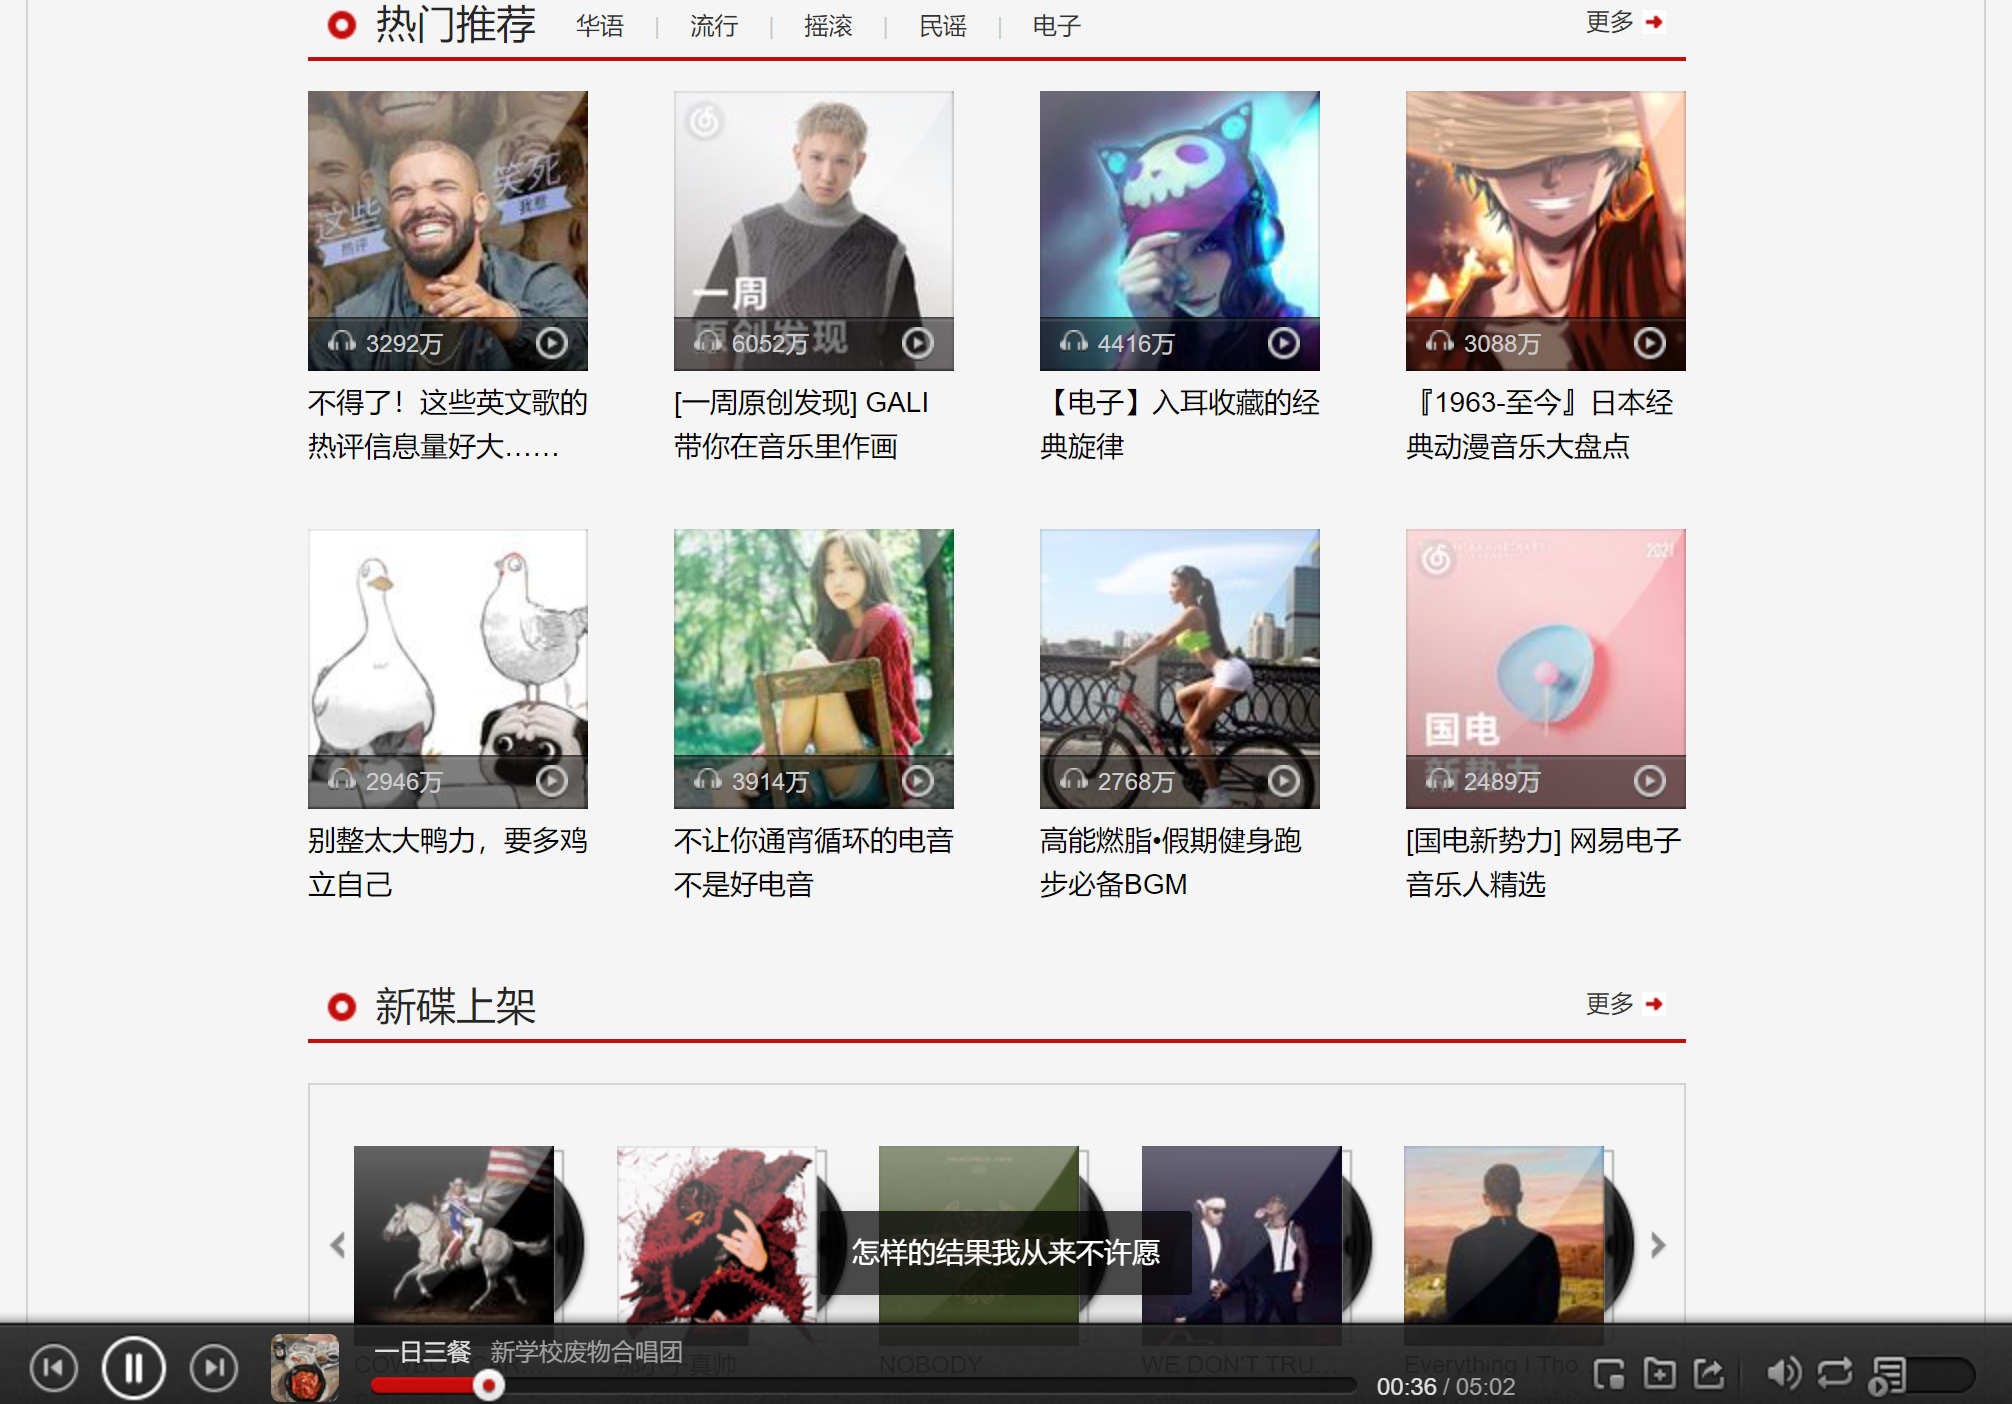 热门推荐 华语 | 流行 | 摇滚 | 民谣 | 电子 更多
这些
热评
笑死
我惹
一周
原创发现
3292万
6052万
4416万
3088万
不得了！这些英文歌的
热评信息量好大……
[一周原创发现] GALI
带你在音乐里作画
【电子】入耳收藏的经
典旋律
『1963-至今』日本经
典动漫音乐大盘点
2021
国电
新势力
2946万
3914万
2768万
2489万
别整太大鸭力，要多鸡
立自己
不让你通宵循环的电音
不是好电音
高能燃脂•假期健身跑
步必备BGM
[国电新势力] 网易电子
音乐人精选
新碟上架 更多
怎样的结果我从来不许愿
一日三餐 新学校废物合唱团
NOBODY
WE DON'T TRU...
Everything I Tho...
00:36 / 05:02